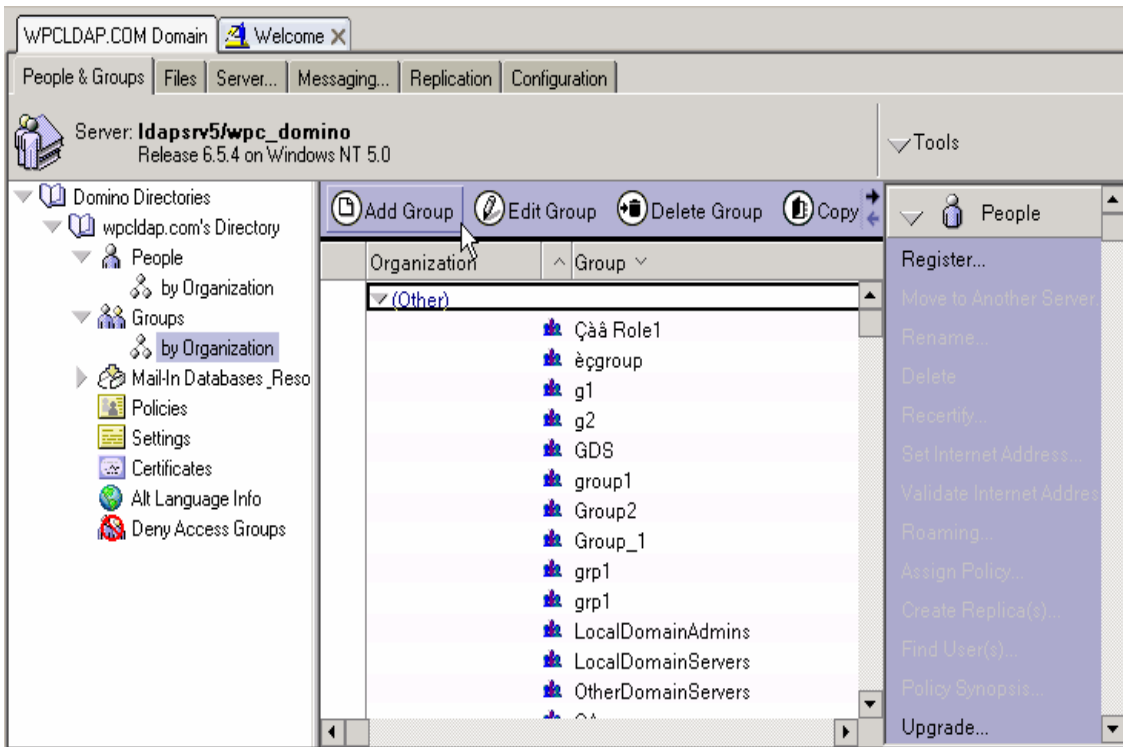 WPCLDAP.COM Domain Welcome
People & Groups Files Server... Messaging... Replication Configuration
Server: ldapsrv5/wpc_domino
Release 6.5.4 on Windows NT 5.0
Tools
Domino Directories
wpcldap.com's Directory
People
by Organization
Groups
by Organization
Mail-In Databases_Reso
Policies
Settings
Certificates
Alt Language Info
Deny Access Groups
Add Group Edit Group Delete Group Copy
Organization Group
(Other)
Çàâ Role1
èçgroup
g1
g2
GDS
group1
Group2
Group_1
grp1
grp1
LocalDomainAdmins
LocalDomainServers
OtherDomainServers
People
Register...
Move to Another Server.
Rename...
Delete
Recertify...
Set Internet Address...
Validate Internet Addres
Roaming...
Assign Policy...
Create Replica(s)...
Find User(s)...
Policy Synopsis...
Upgrade...